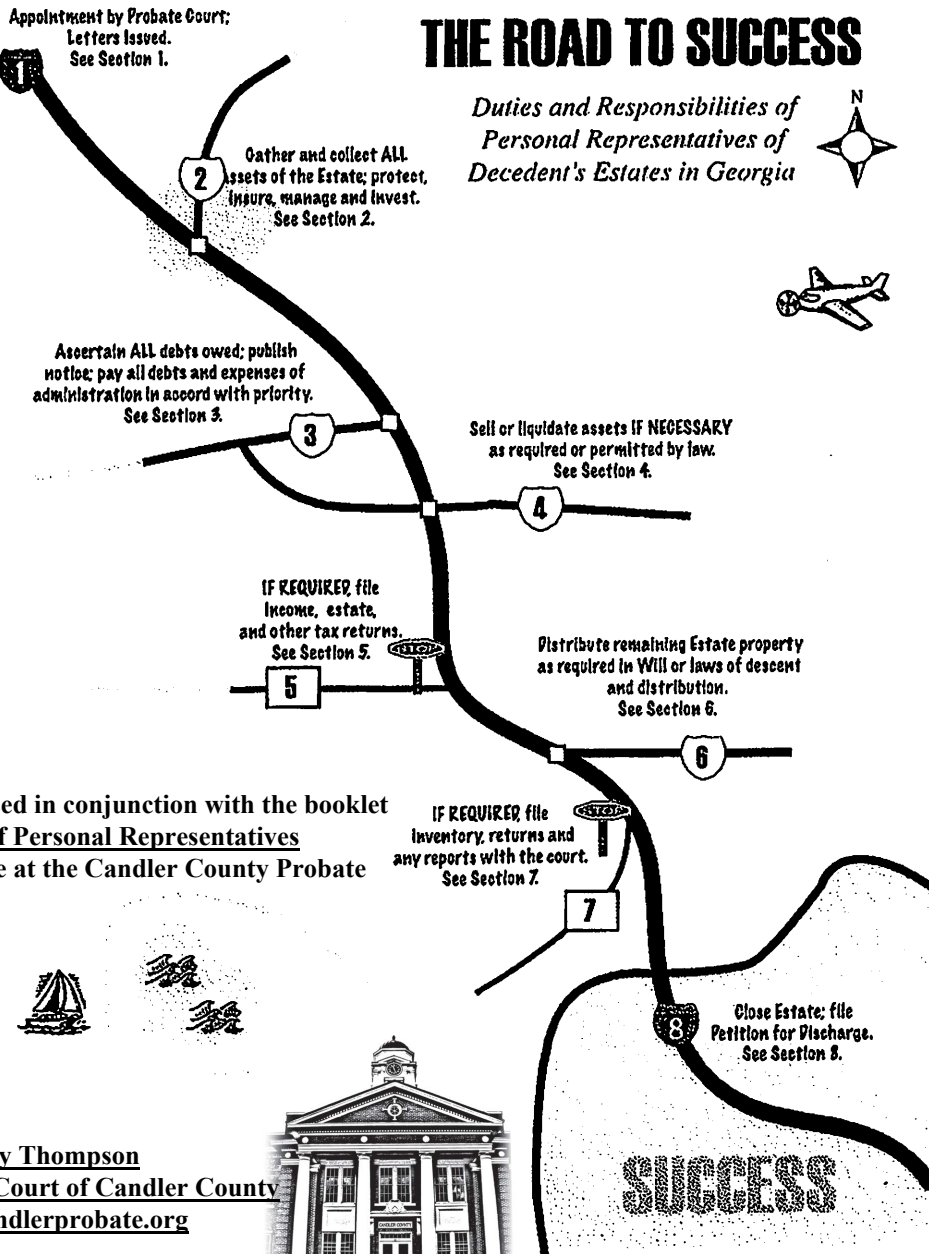 Appointment by Probate Court;
Letters Issued.
See Section 1.
1
THE ROAD TO SUCCESS
Duties and Responsibilities of
Personal Representatives of
Decedent's Estates in Georgia
N
2
Gather and collect ALL
assets of the Estate; protect,
insure, manage and invest.
See Section 2.
Ascertain ALL debts owed; publish
notice; pay all debts and expenses of
administration in accord with priority.
See Section 3.
3
Sell or liquidate assets IF NECESSARY
as required or permitted by law.
See Section 4.
4
IF REQUIRED, file
Income, estate,
and other tax returns.
See Section 5.
STOP
5
Distribute remaining Estate property
as required in Will or laws of descent
and distribution.
See Section 6.
6
ed in conjunction with the booklet
f Personal Representatives
e at the Candler County Probate
IF REQUIRED, file
inventory, returns and
any reports with the court.
See Section 7.
STOP
7
8
Close Estate; file
Petition for Discharge.
See Section 8.
SUCCESS
y Thompson
Court of Candler County
ndlerprobate.org
CANDLER COUNTY